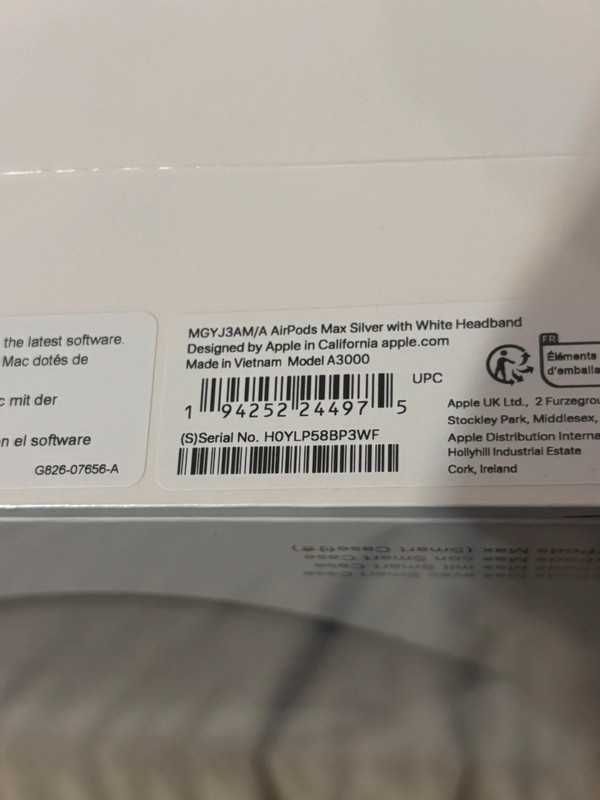 the latest software.
Mac dotés de
c mit der
en el software
G826-07656-A
MGYJ3AM/A AirPods Max Silver with White Headband
Designed by Apple in California apple.com
Made in Vietnam Model A3000
UPC
1 94252 24497 5
(S)Serial No. H0YLP58BP3WF
FR
Éléments
d'emballa
Apple UK Ltd., 2 Furzegrou
Stockley Park, Middlesex,
Apple Distribution Interna
Hollyhill Industrial Estate
Cork, Ireland